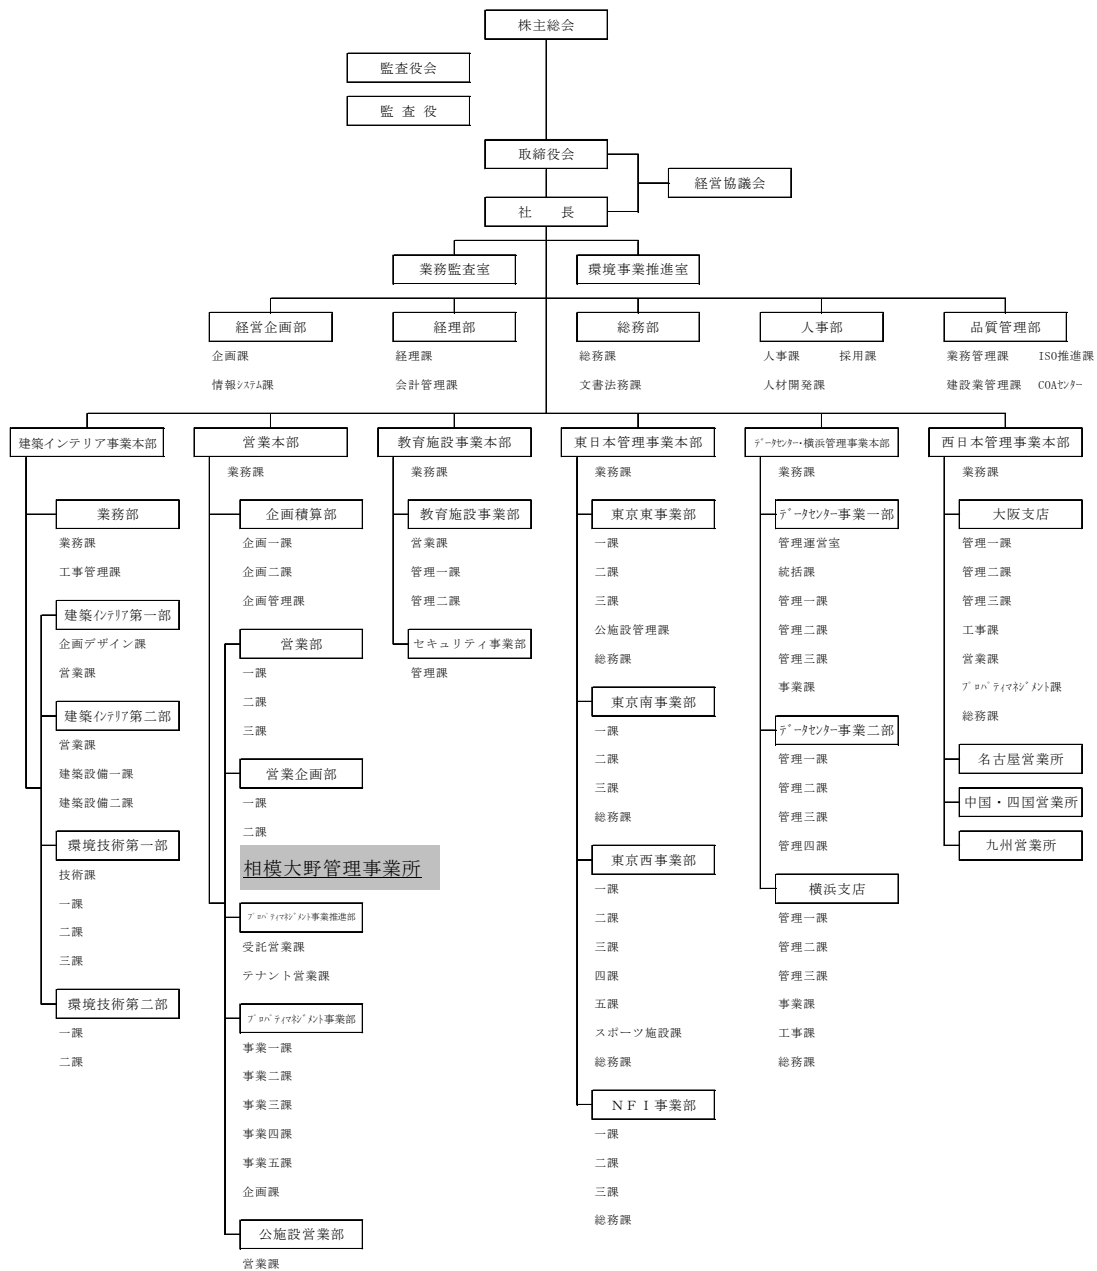 株主総会
監査役会
監 査 役
取締役会
経営協議会
社　　長
業務監査室
環境事業推進室
経営企画部
企画課
情報ｼｽﾃﾑ課
経理部
経理課
会計管理課
総務部
総務課
文書法務課
人事部
人事課　採用課
人材開発課
品質管理部
業務管理課　ISO推進課
建設業管理課　COAｾﾝﾀｰ
建築インテリア事業本部
業務部
業務課
工事管理課
建築ｲﾝﾃﾘｱ第一部
企画デザイン課
営業課
建築ｲﾝﾃﾘｱ第二部
営業課
建築設備一課
建築設備二課
環境技術第一部
技術課
一課
二課
三課
環境技術第二部
一課
二課
営業本部
業務課
企画積算部
企画一課
企画二課
企画管理課
営業部
一課
二課
三課
営業企画部
一課
二課
相模大野管理事業所
ﾌﾟﾛﾊﾟﾃｨﾏﾈｼﾞﾒﾝﾄ事業推進部
受託営業課
テナント営業課
ﾌﾟﾛﾊﾟﾃｨﾏﾈｼﾞﾒﾝﾄ事業部
事業一課
事業二課
事業三課
事業四課
事業五課
企画課
公施設営業部
営業課
教育施設事業本部
業務課
教育施設事業部
営業課
管理一課
管理二課
セキュリティ事業部
管理課
東日本管理事業本部
業務課
東京東事業部
一課
二課
三課
公施設管理課
総務課
東京南事業部
一課
二課
三課
総務課
東京西事業部
一課
二課
三課
四課
五課
スポーツ施設課
総務課
ＮＦＩ事業部
一課
二課
三課
総務課
ﾃﾞｰﾀｾﾝﾀｰ・横浜管理事業本部
業務課
ﾃﾞｰﾀｾﾝﾀｰ事業一部
管理運営室
統括課
管理一課
管理二課
管理三課
事業課
ﾃﾞｰﾀｾﾝﾀｰ事業二部
管理一課
管理二課
管理三課
管理四課
横浜支店
管理一課
管理二課
管理三課
事業課
工事課
総務課
西日本管理事業本部
業務課
大阪支店
管理一課
管理二課
管理三課
工事課
営業課
ﾌﾟﾛﾊﾟﾃｨﾏﾈｼﾞﾒﾝﾄ課
総務課
名古屋営業所
中国・四国営業所
九州営業所